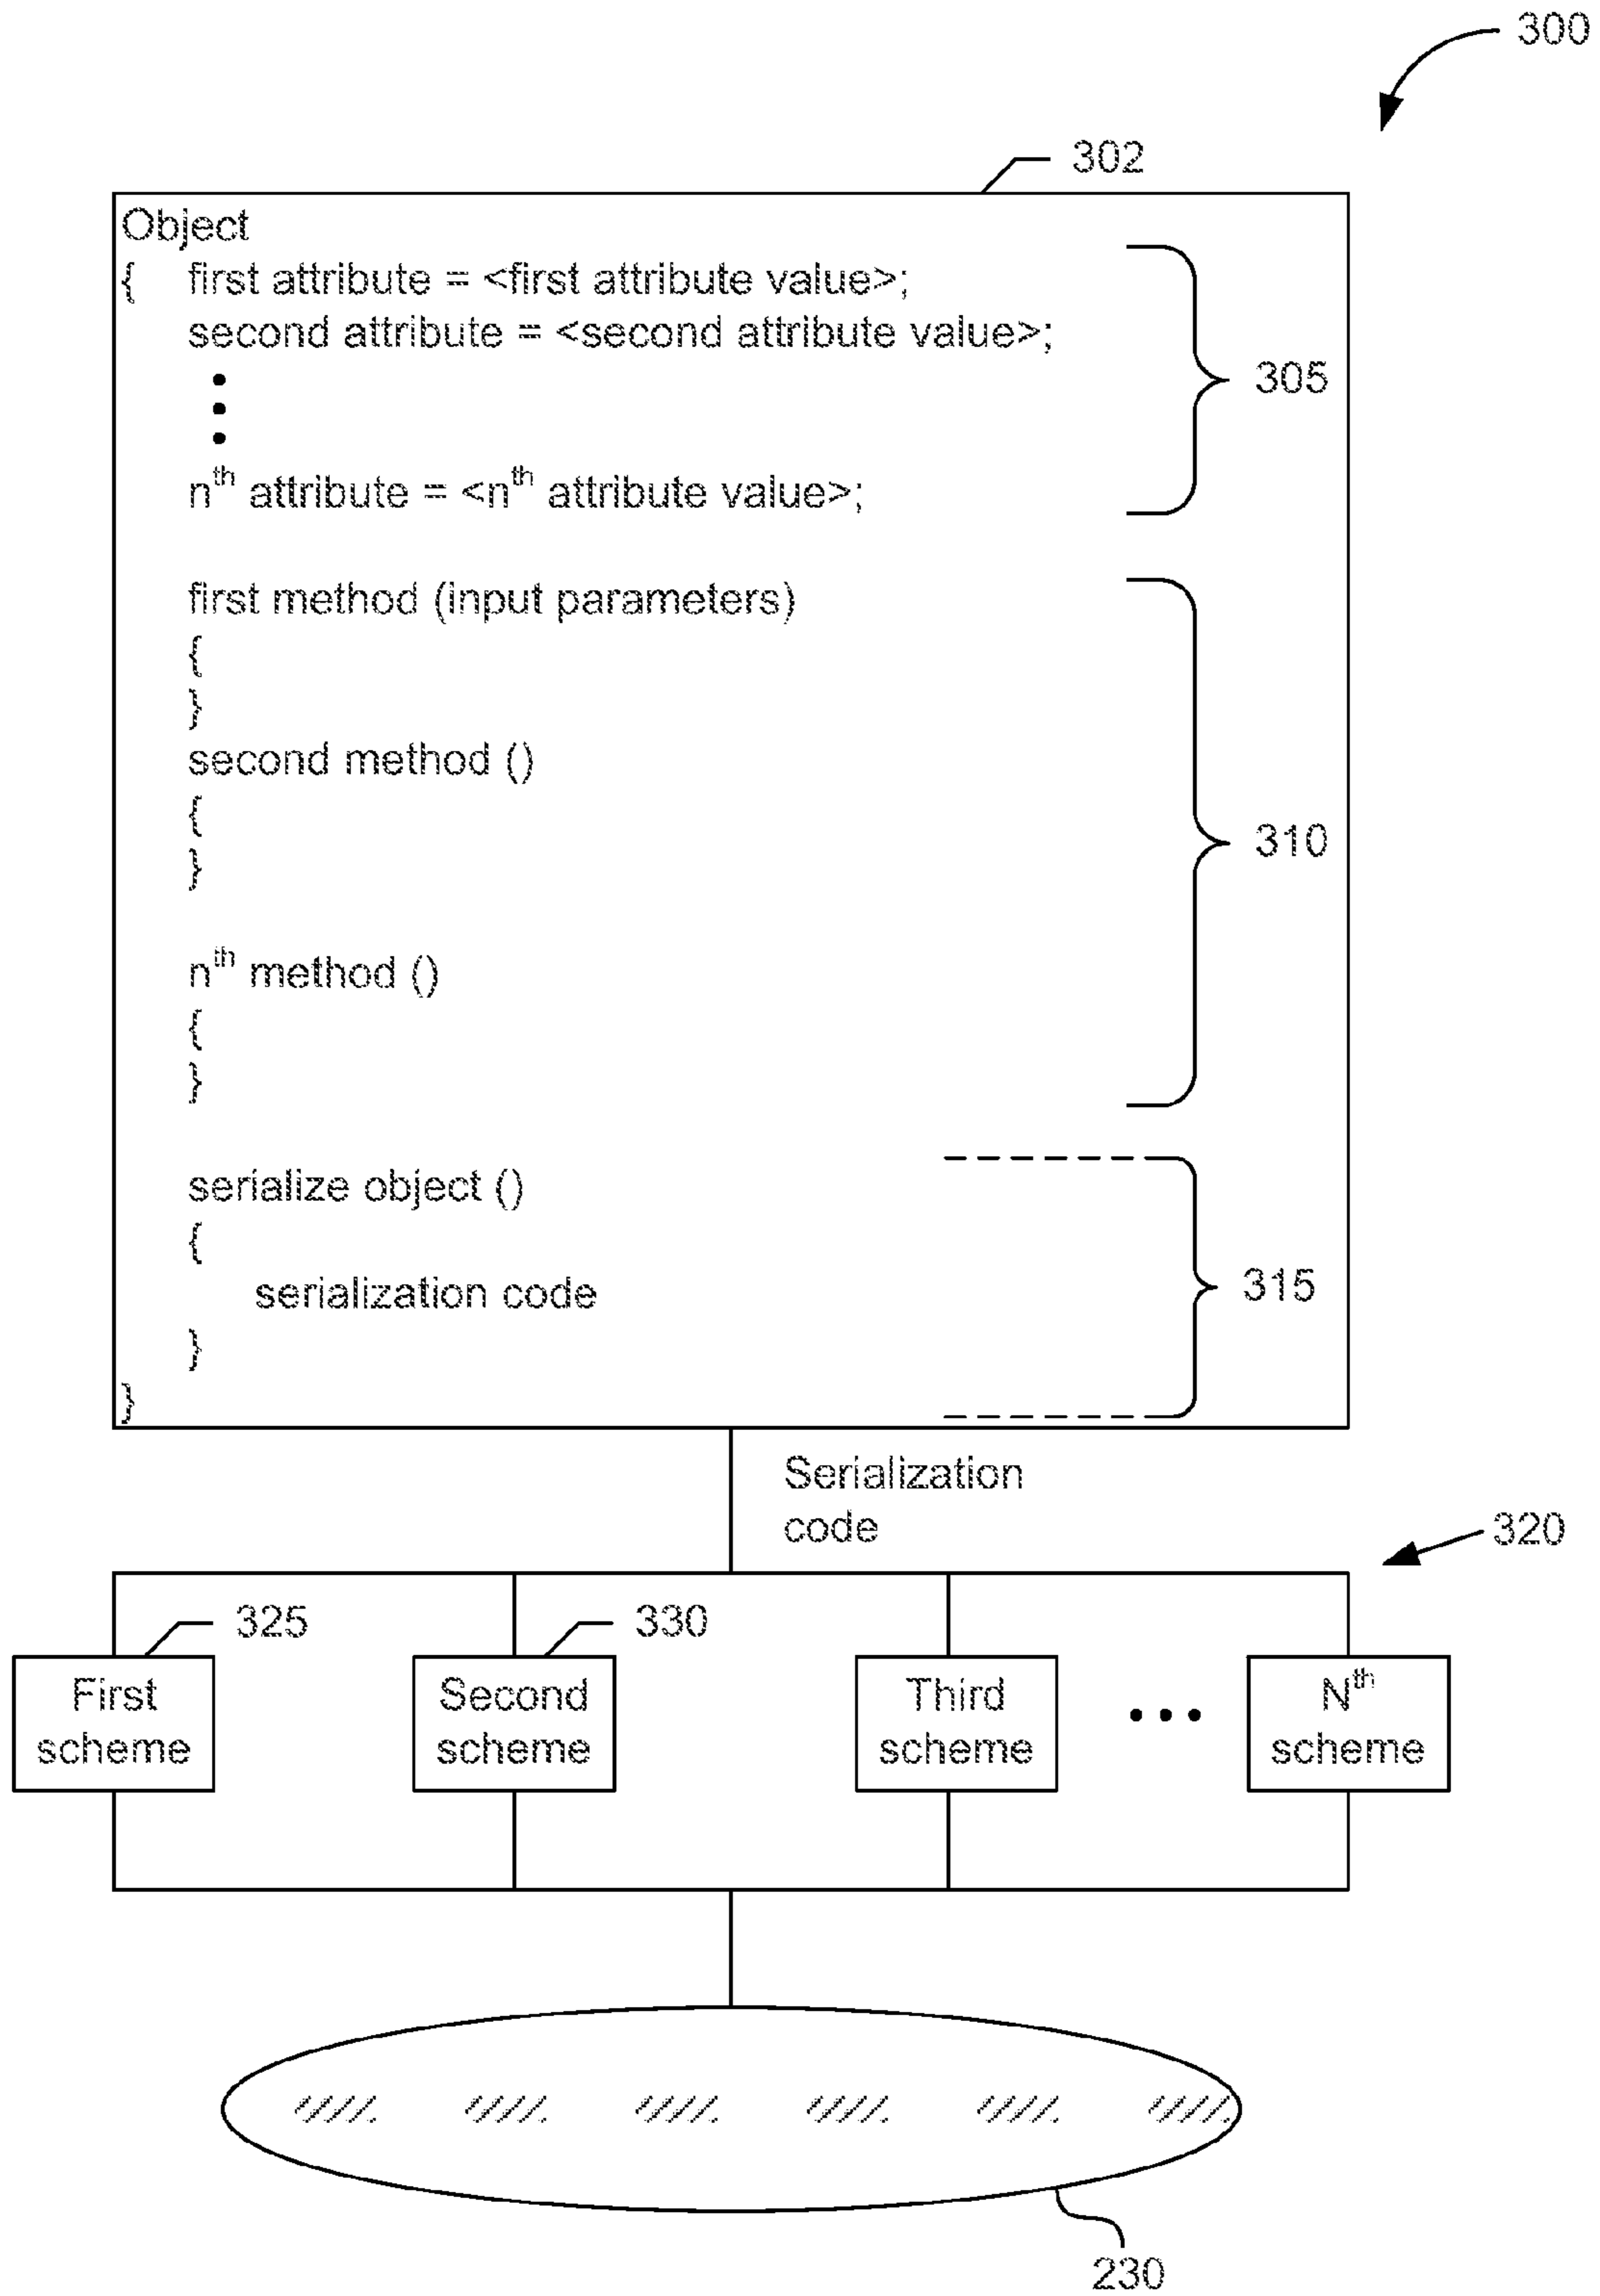 300
302
Object
{ first attribute = <first attribute value>;
second attribute = <second attribute value>;
305
nth attribute = <nth attribute value>;
first method (input parameters)
{
}
second method ()
{
310
}
nth method ()
{
}
serialize object ()
{
serialization code
315
}
}
Serialization
code
320
325
330
First
scheme
Second
scheme
Third
scheme
Nth
scheme
230